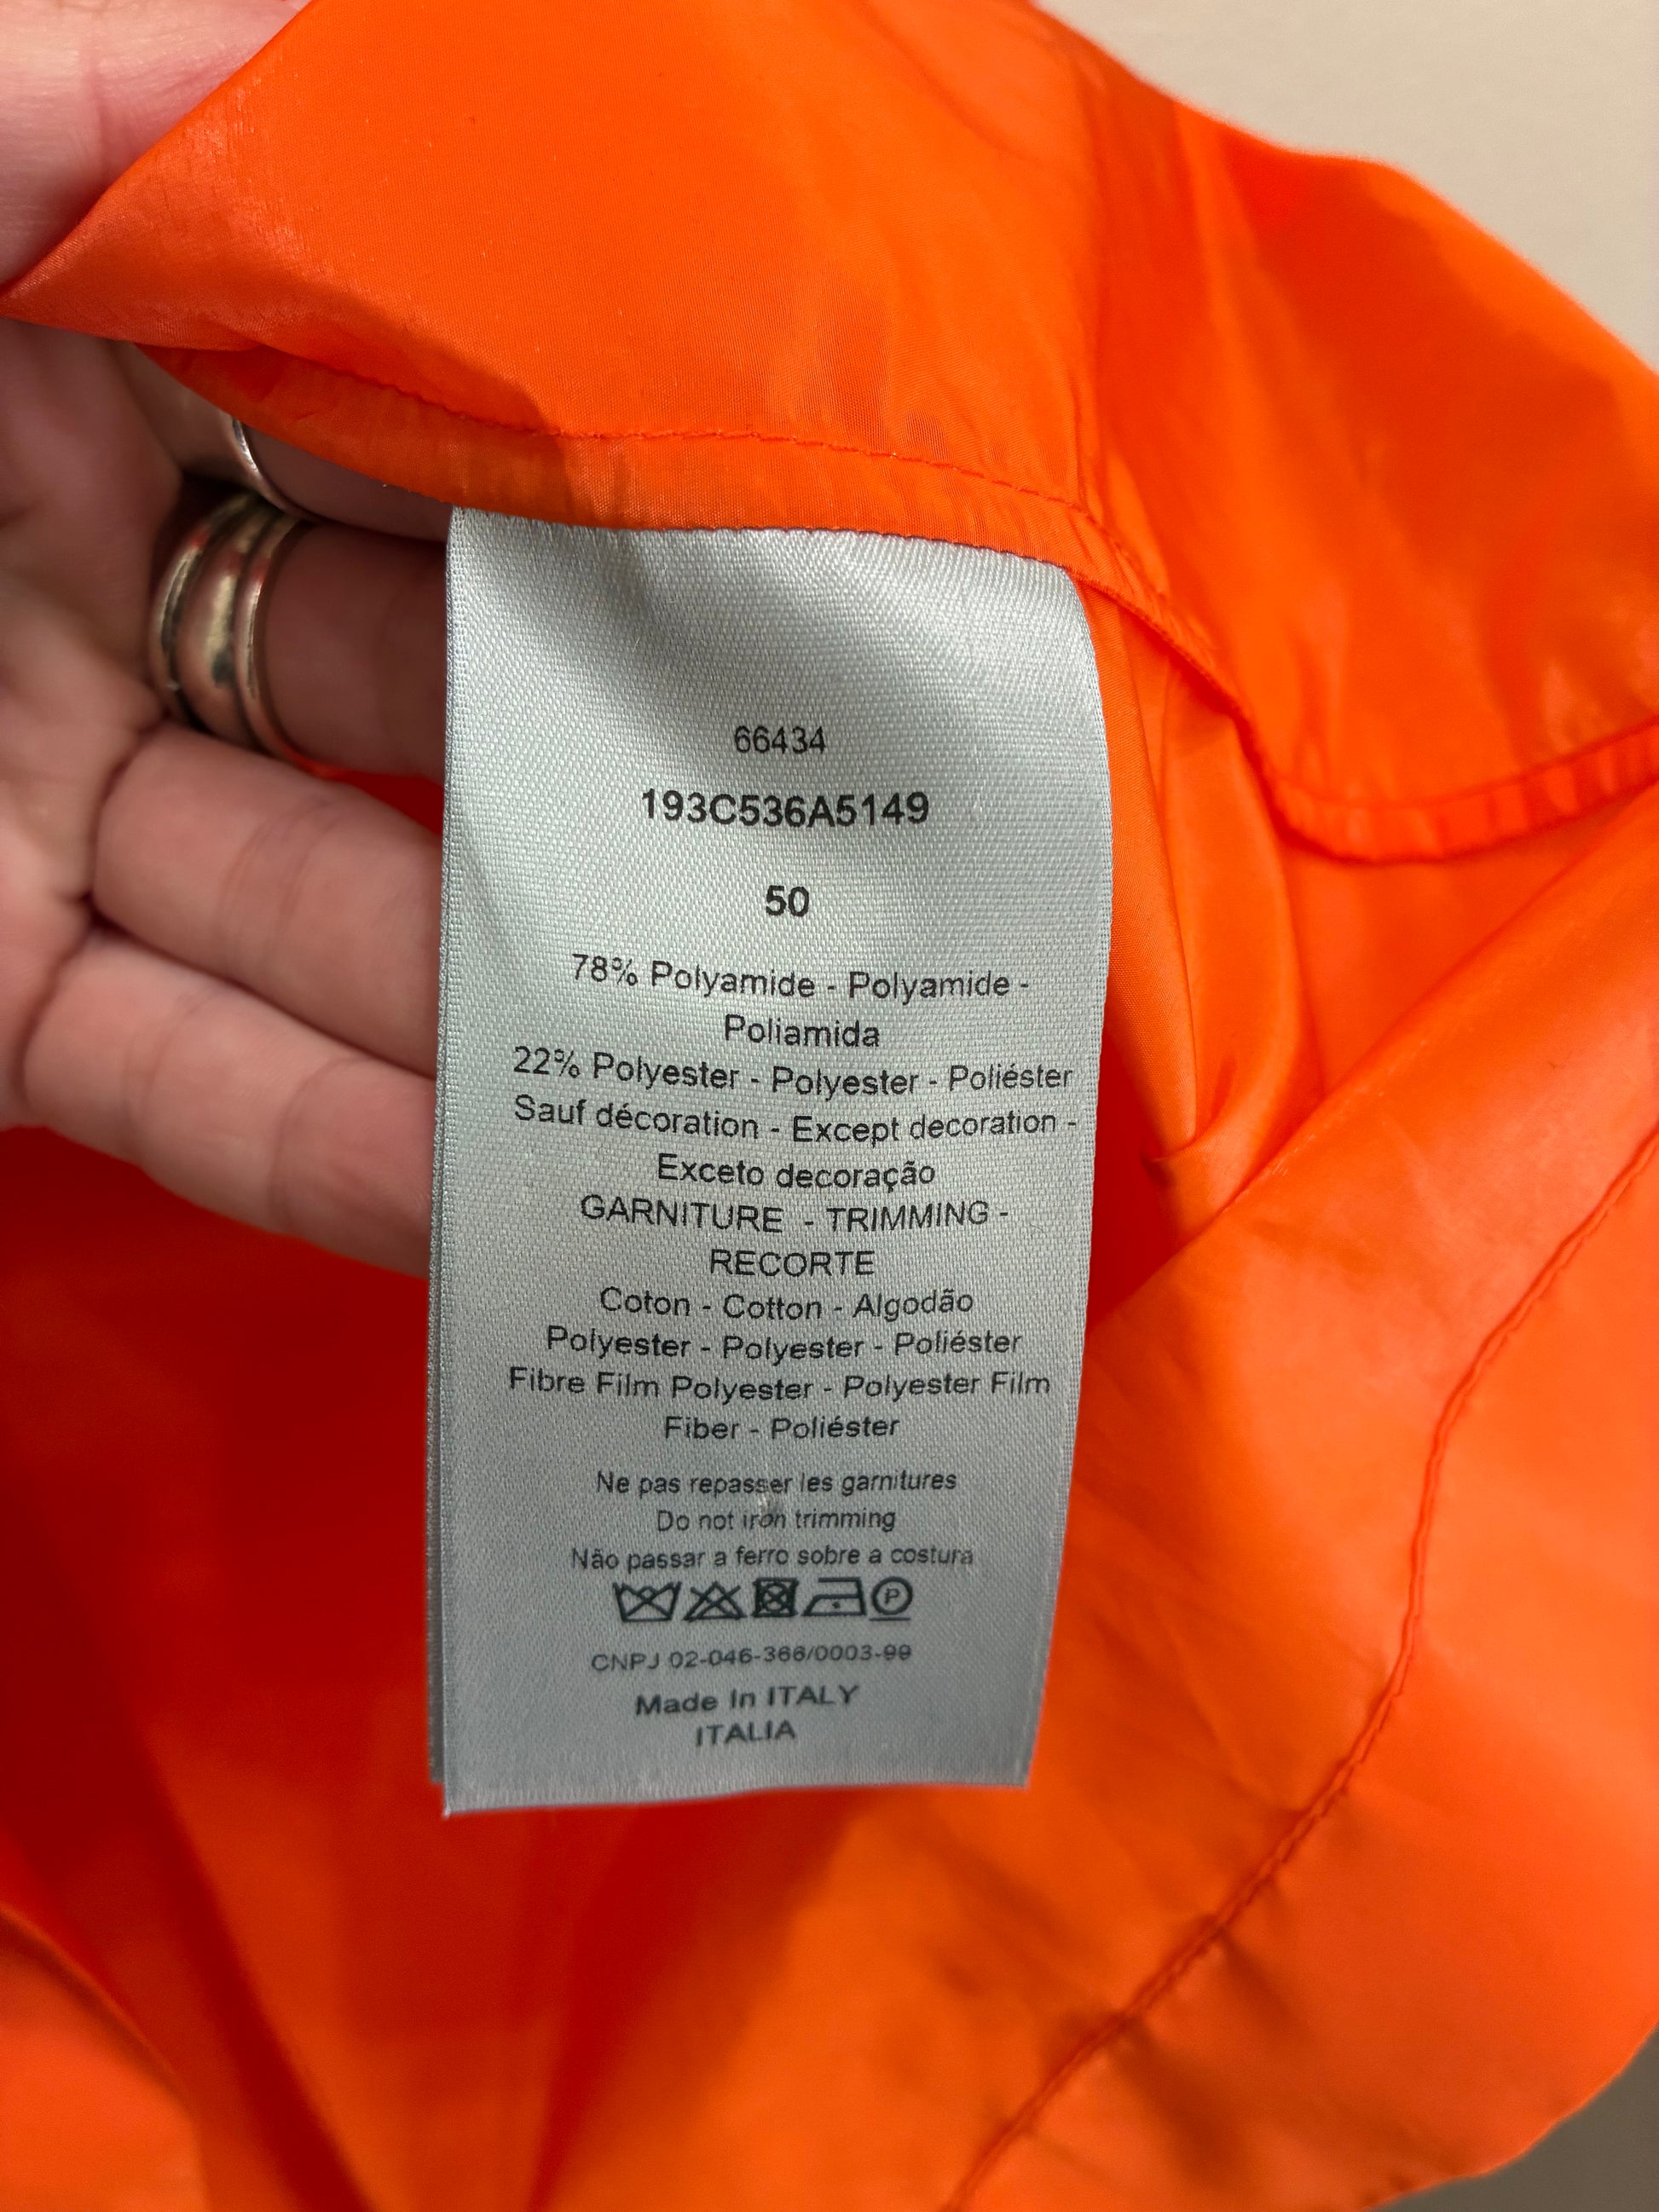 66434
193C536A5149
50
78% Polyamide - Polyamide -
Poliamida
22% Polyester - Polyester - Poliéster
Sauf décoration - Except decoration -
Exceto decoração
GARNITURE - TRIMMING -
RECORTE
Coton - Cotton - Algodão
Polyester - Polyester - Poliéster
Fibre Film Polyester - Polyester Film
Fiber - Poliéster
Ne pas repasser les garnitures
Do not iron trimming
Não passar a ferro sobre a costura
P
CNPJ 02-046-366/0003-99
Made In ITALY
ITALIA